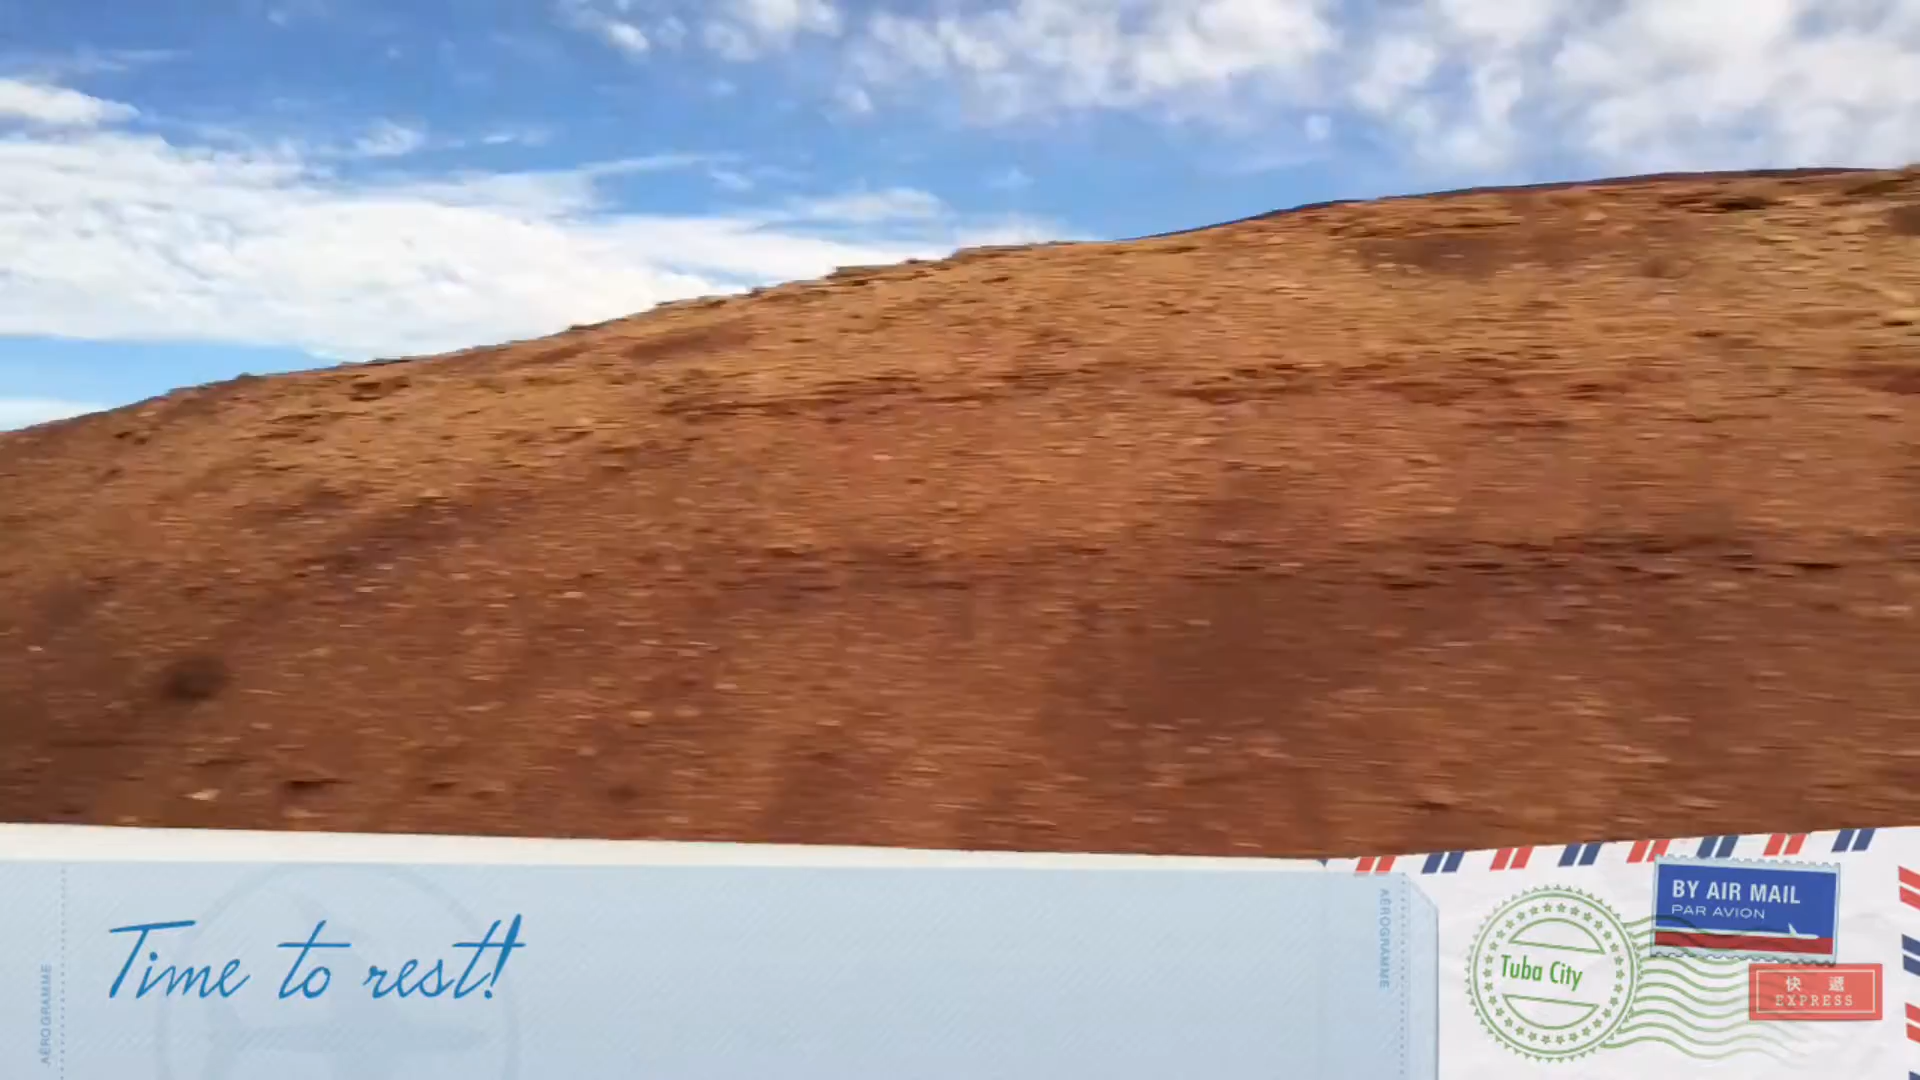 Time to rest!
AÉROGRAMME
AÉROGRAMME
Tuba City
BY AIR MAIL
PAR AVION
快 遞
EXPRESS